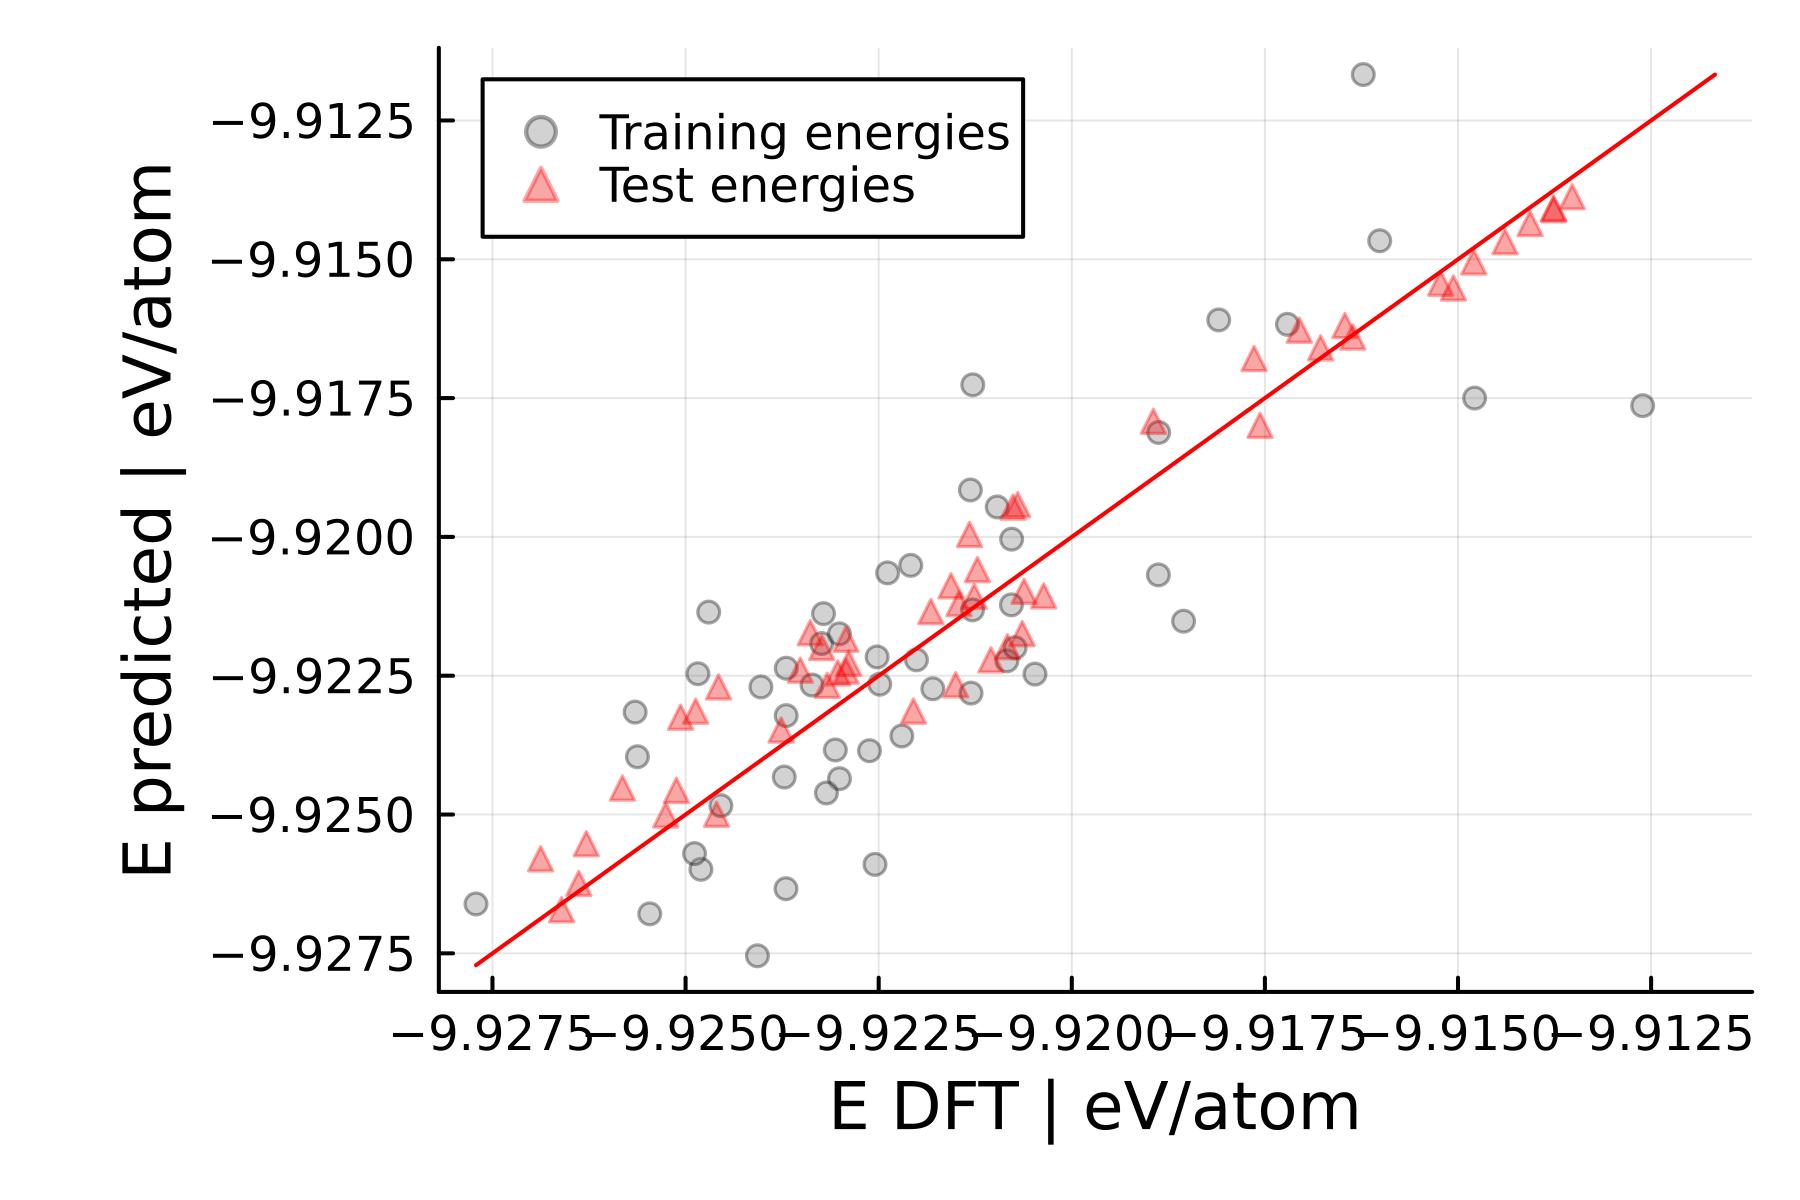 Training energies
Test energies
−9.9125
−9.9150
−9.9175
−9.9200
−9.9225
−9.9250
−9.9275
E predicted | eV/atom
−9.9275 −9.9250 −9.9225 −9.9200 −9.9175 −9.9150 −9.9125
E DFT | eV/atom